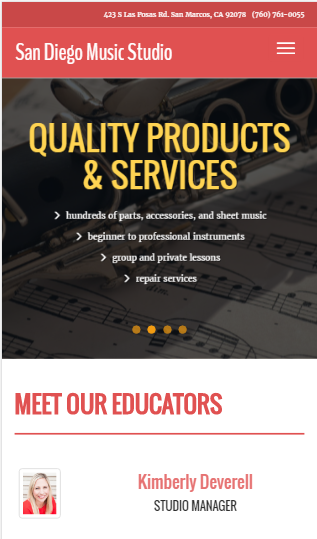 423 S Las Posas Rd. San Marcos, CA 92078 (760) 761-0055
San Diego Music Studio
QUALITY PRODUCTS
& SERVICES
hundreds of parts, accessories, and sheet music
beginner to professional instruments
group and private lessons
repair services
MEET OUR EDUCATORS
Kimberly Deverell
STUDIO MANAGER